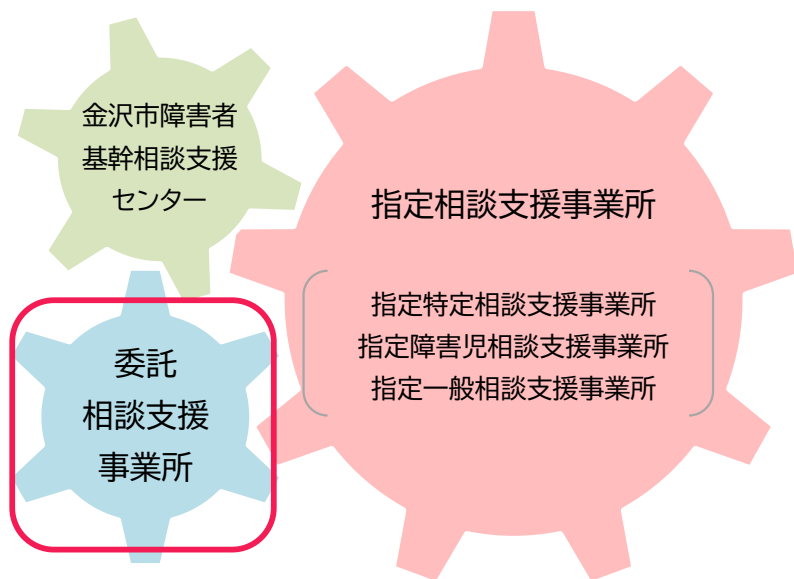 金沢市障害者
基幹相談支援
センター
指定相談支援事業所
指定特定相談支援事業所
指定障害児相談支援事業所
指定一般相談支援事業所
委託
相談支援
事業所